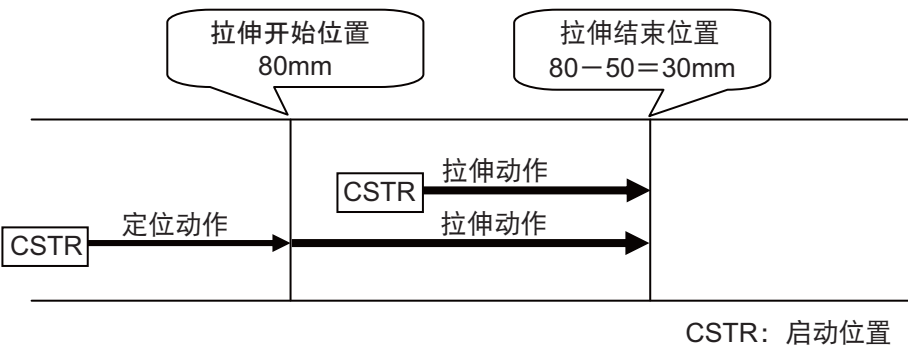 拉伸开始位置
80mm
拉伸结束位置
80－50＝30mm
拉伸动作
CSTR
定位动作
拉伸动作
CSTR
CSTR：启动位置